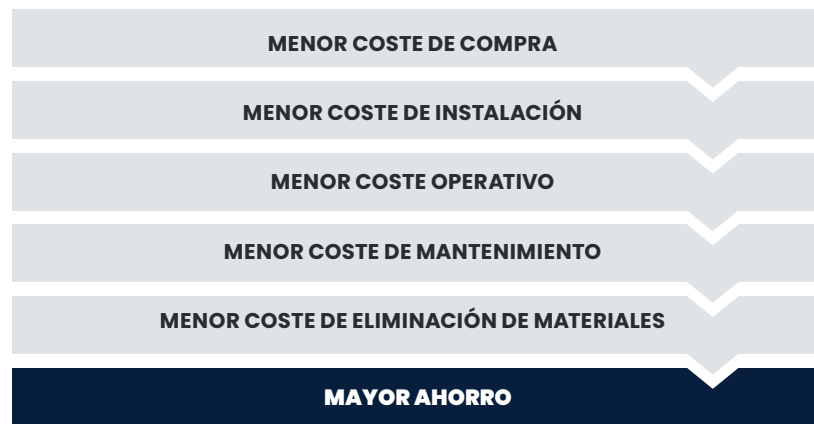 MENOR COSTE DE COMPRA
MENOR COSTE DE INSTALACIÓN
MENOR COSTE OPERATIVO
MENOR COSTE DE MANTENIMIENTO
MENOR COSTE DE ELIMINACIÓN DE MATERIALES
MAYOR AHORRO